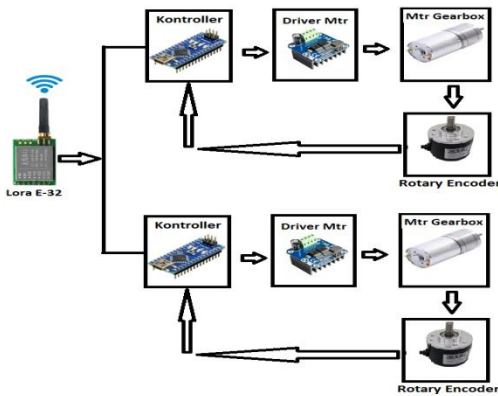 Kontroller
Driver Mtr
Mtr Gearbox
Rotary Encoder
Lora E-32
Kontroller
Driver Mtr
Mtr Gearbox
Rotary Encoder